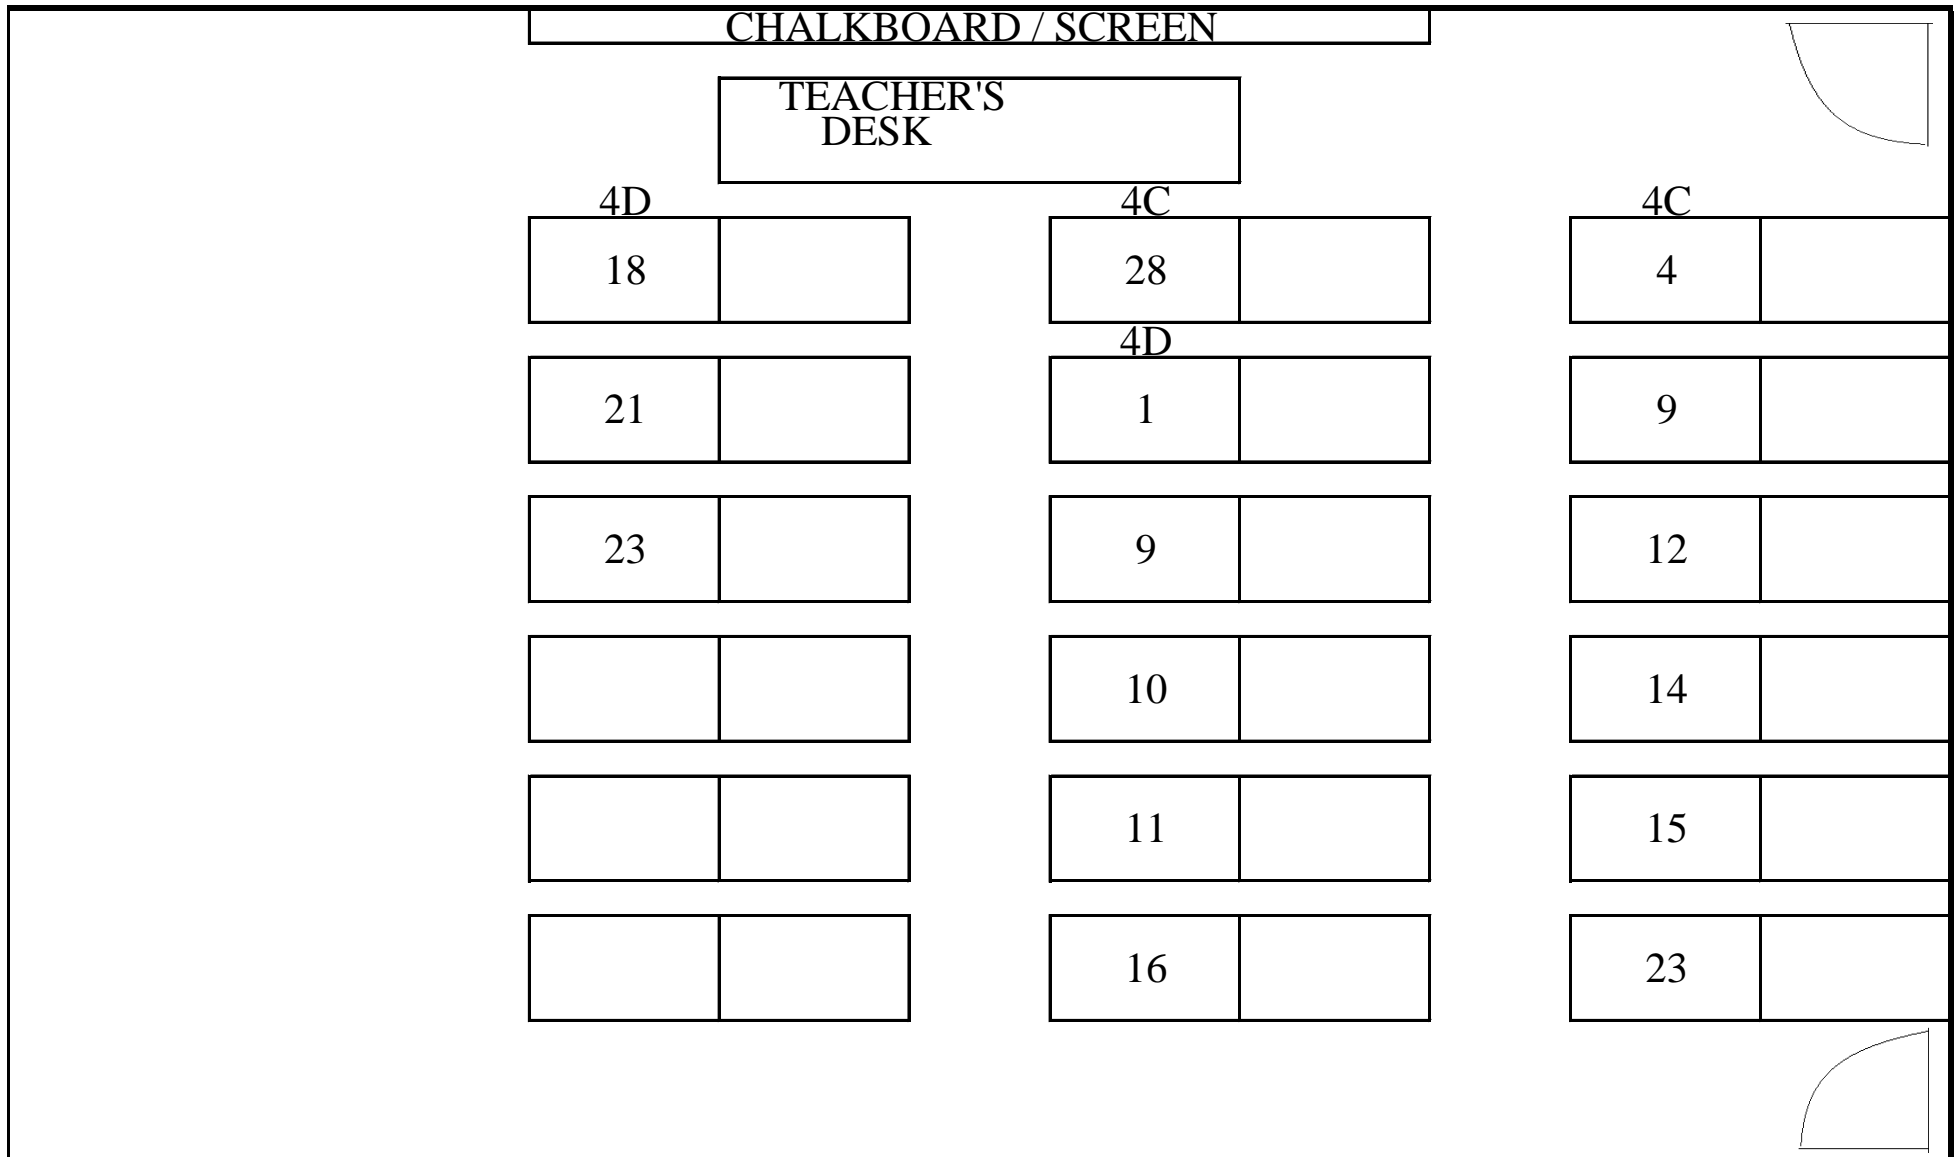 CHALKBOARD / SCREEN
TEACHER'S
DESK
4D 4C 4C
18 28 4
4D
21 1 9
23 9 12
10 14
11 15
16 23